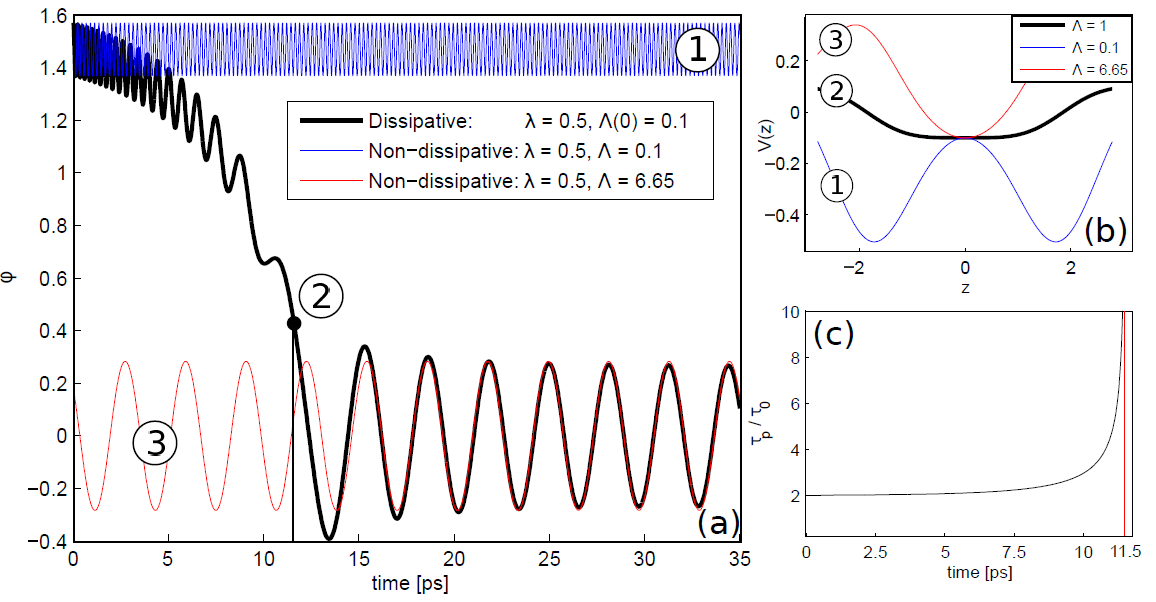 1.6
1.4
1.2
1
0.8
0.6
0.4
0.2
0
−0.2
−0.4
φ
0
5
10
15
20
25
30
35
time [ps]
1
2
3
Dissipative: λ = 0.5, Λ(0) = 0.1
Non−dissipative: λ = 0.5, Λ = 0.1
Non−dissipative: λ = 0.5, Λ = 6.65
(a)
0.2
0
−0.2
−0.4
V(z)
3
2
1
Λ = 1
Λ = 0.1
Λ = 6.65
(b)
−2
0
2
z
(c)
10
8
6
4
2
τp / τ0
0
2.5
5
7.5
10
11.5
time [ps]